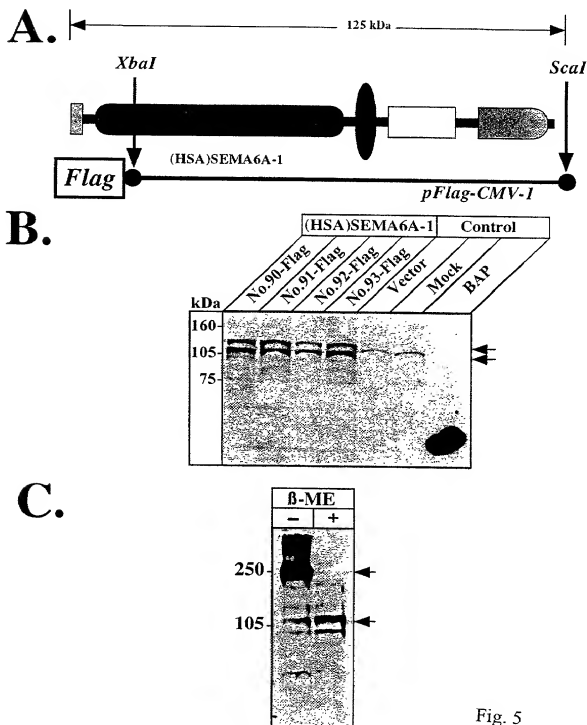 A.
125 kDa
XbaI
ScaI
(HSA)SEMA6A-1
Flag
pFlag-CMV-1
B.
(HSA)SEMA6A-1 Control
No.90-Flag
No.91-Flag
No.92-Flag
No.93-Flag
Vector
Mock
BAP
kDa
160
105
75
C.
ß-ME
− +
250
105
Fig. 5